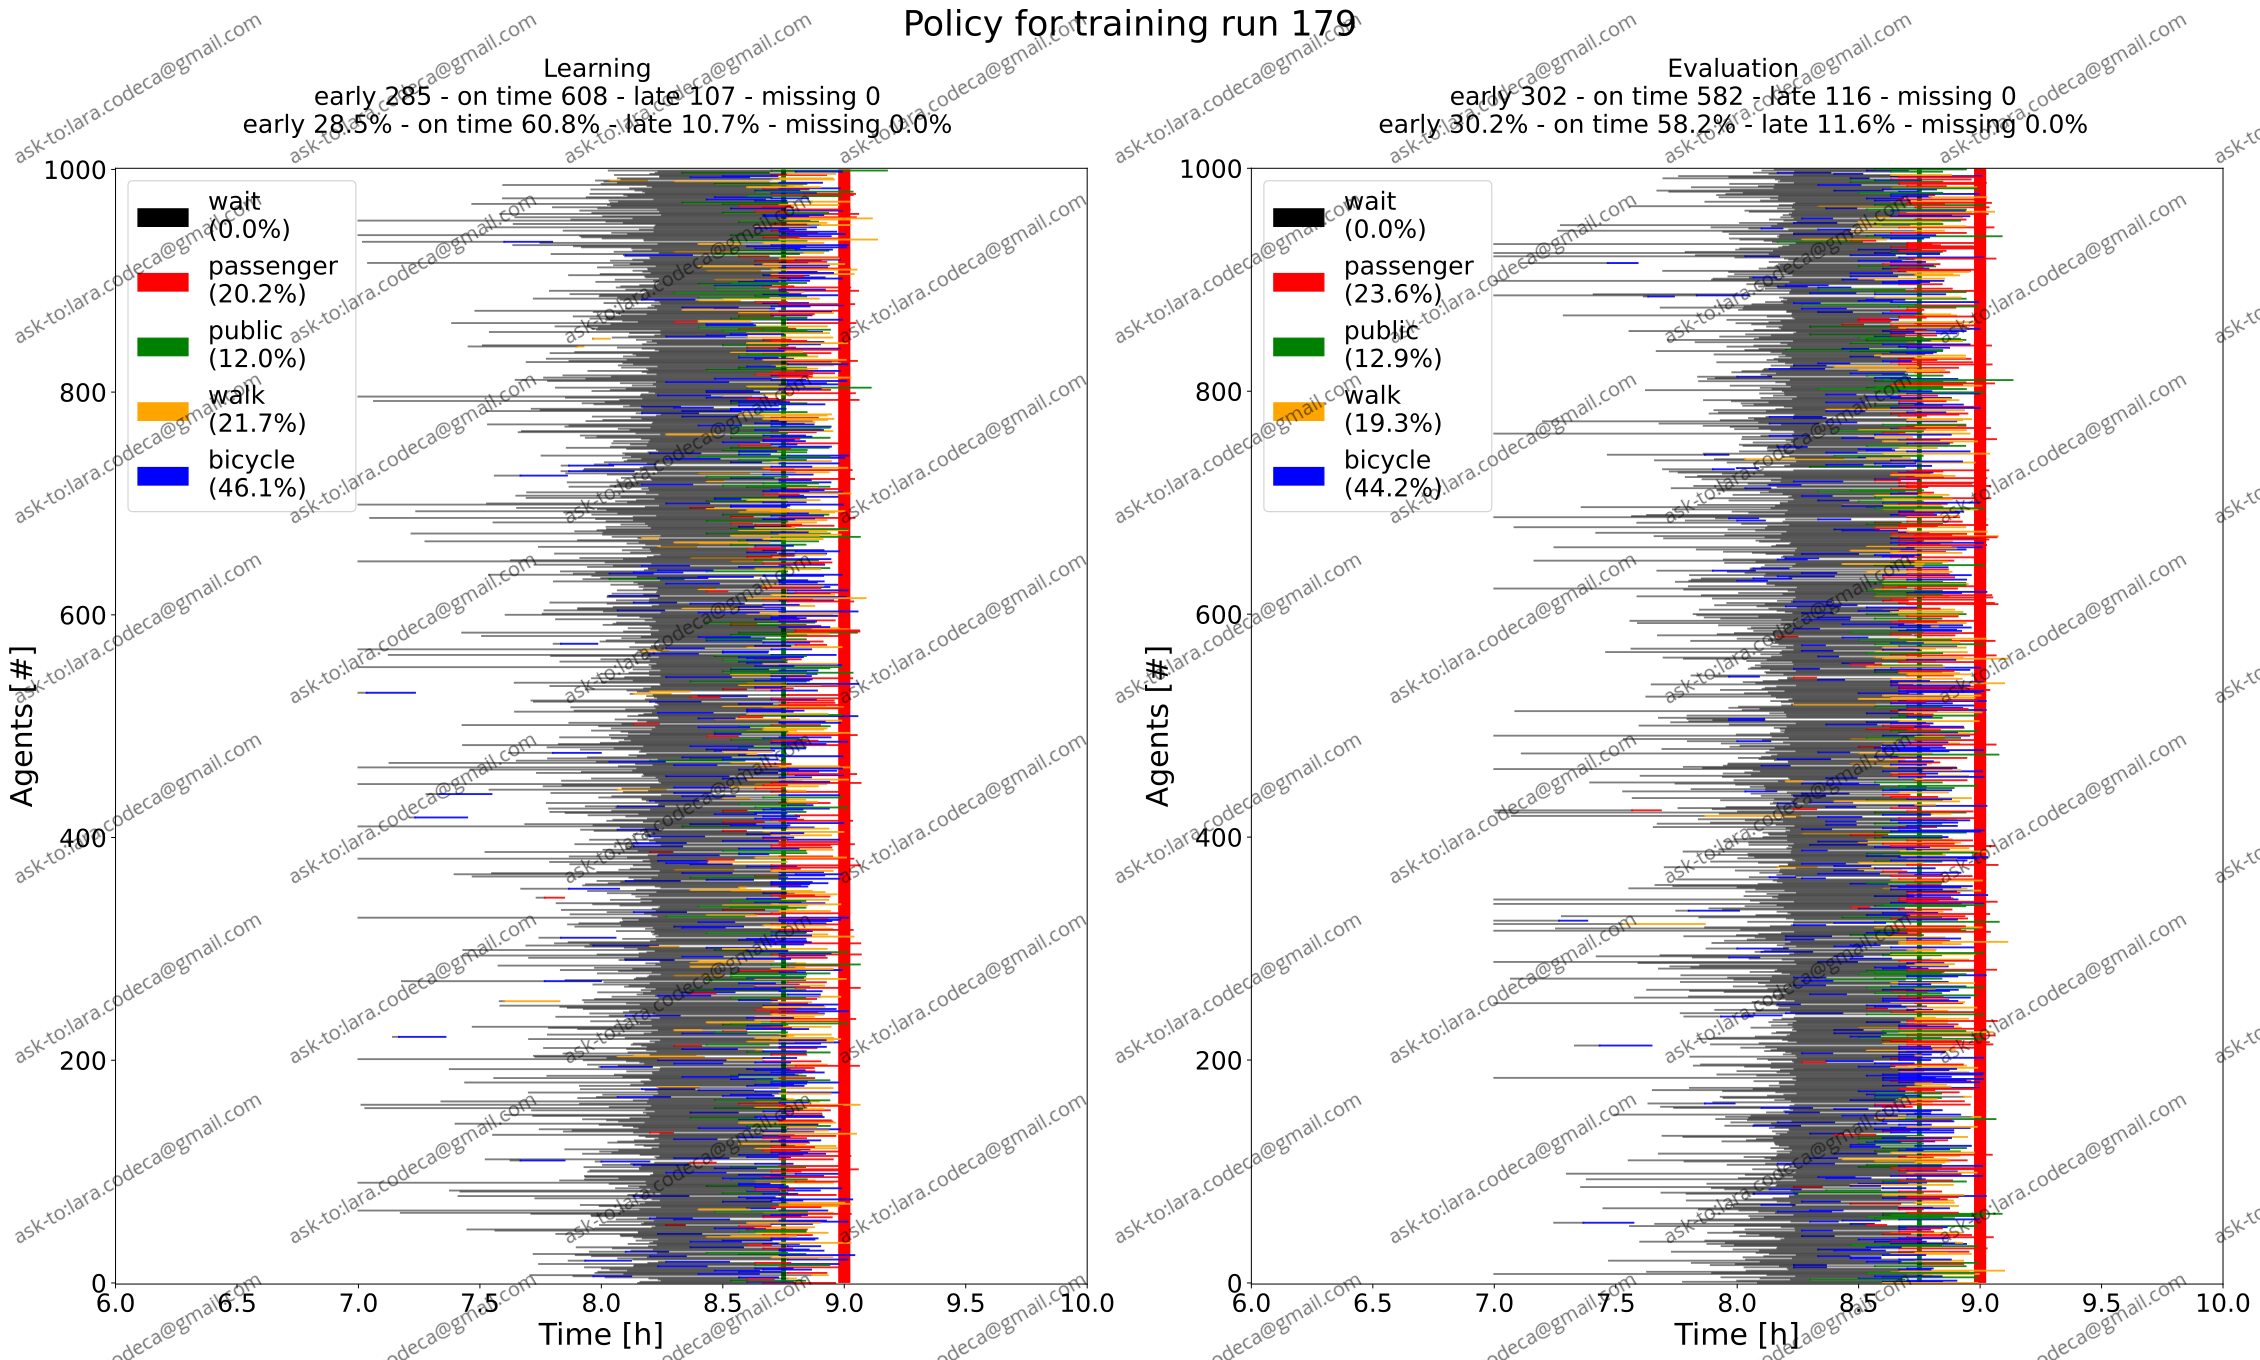 Policy for training run 179
Learning
early 285 - on time 608 - late 107 - missing 0
early 28.5% - on time 60.8% - late 10.7% - missing 0.0%
1000
800
600
400
200
0
Agents [#]
wait
(0.0%)
passenger
(20.2%)
public
(12.0%)
walk
(21.7%)
bicycle
(46.1%)
6.0 6.5 7.0 7.5 8.0 8.5 9.0 9.5 10.0
Time [h]
Evaluation
early 302 - on time 582 - late 116 - missing 0
early 30.2% - on time 58.2% - late 11.6% - missing 0.0%
1000
800
600
400
200
0
Agents [#]
wait
(0.0%)
passenger
(23.6%)
public
(12.9%)
walk
(19.3%)
bicycle
(44.2%)
6.0 6.5 7.0 7.5 8.0 8.5 9.0 9.5 10.0
Time [h]
ask-to:lara.codeca@gmail.com